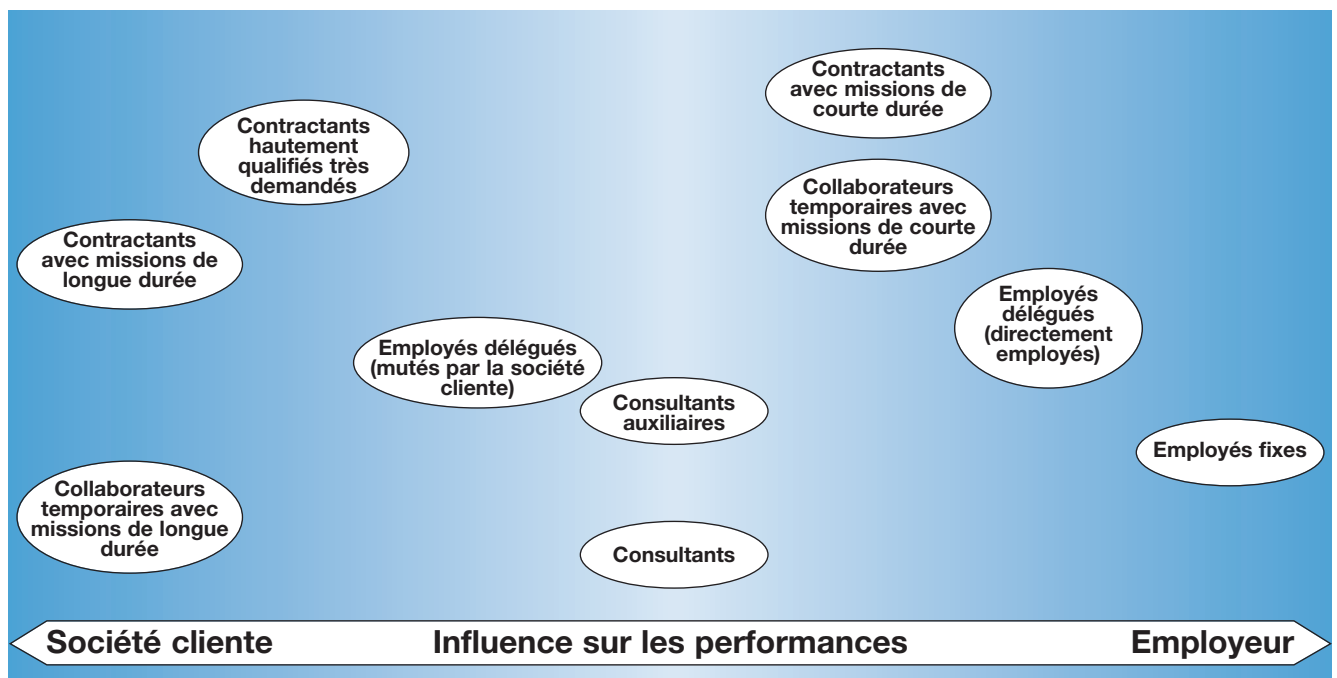 Contractants
avec missions de
courte durée
Contractants
hautement
qualifiés très
demandés
Collaborateurs
temporaires avec
missions de courte
durée
Contractants
avec missions de
longue durée
Employés
délégués
(directement
employés)
Employés délégués
(mutés par la société
cliente)
Consultants
auxiliaires
Employés fixes
Collaborateurs
temporaires avec
missions de longue
durée
Consultants
Société cliente Influence sur les performances Employeur